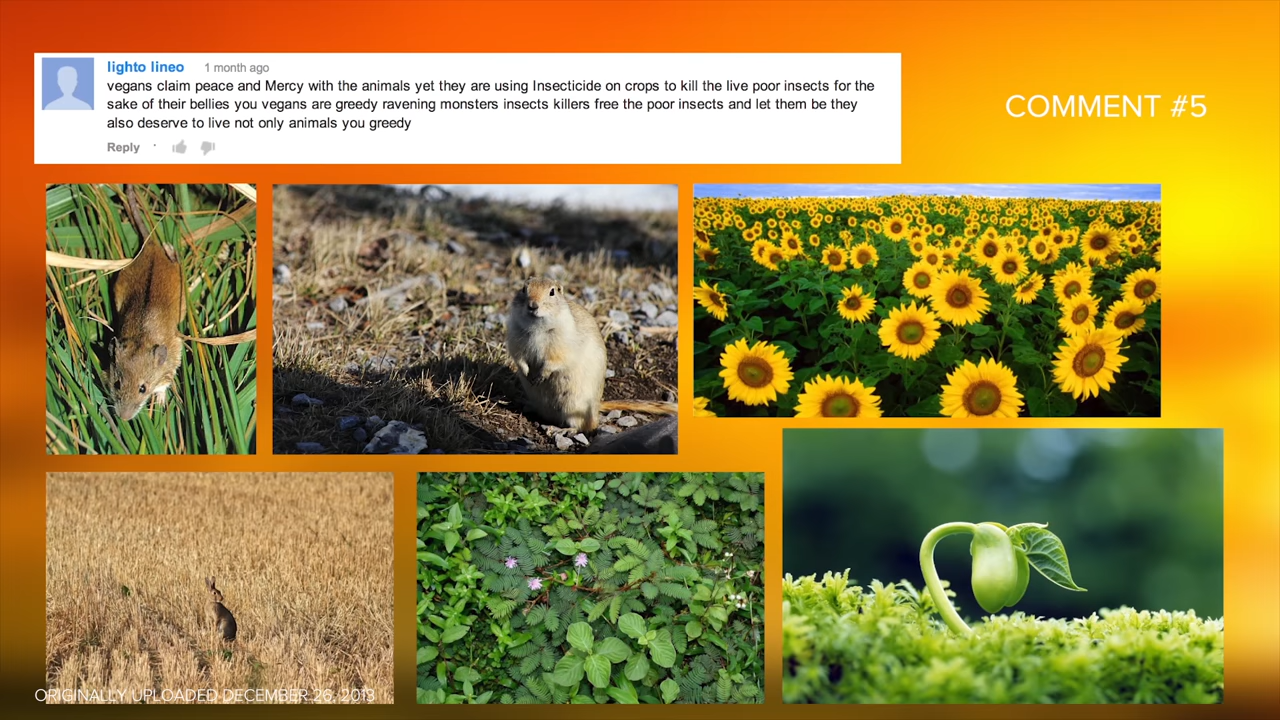 lighto lineo 1 month ago
vegans claim peace and Mercy with the animals yet they are using Insecticide on crops to kill the live poor insects for the
sake of their bellies you vegans are greedy ravening monsters insects killers free the poor insects and let them be they
also deserve to live not only animals you greedy
Reply ·
COMMENT #5
ORIGINALLY UPLOADED DECEMBER 26, 2013